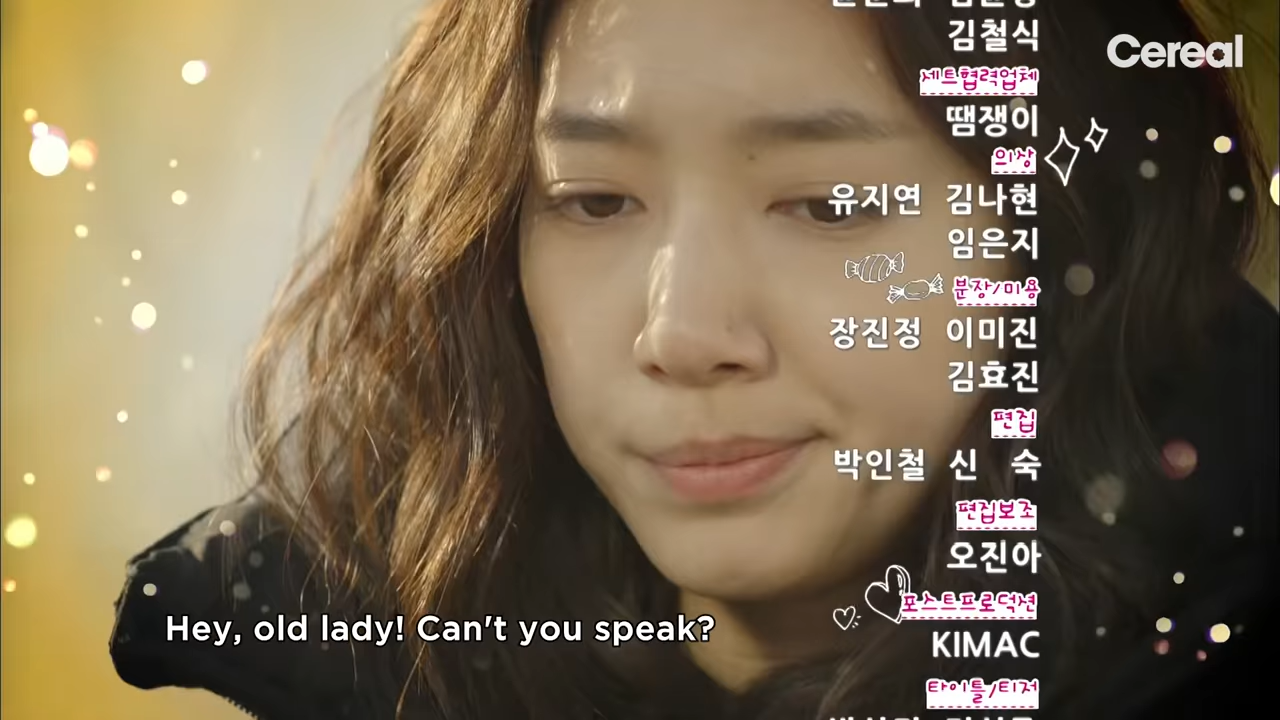 김철식
Cereal
세트협력업체
땜쟁이
의상
유지연 김나현
임은지
분장/미용
장진정 이미진
김효진
편집
박인철 신 숙
편집보조
오진아
포스트프로덕션
Hey, old lady! Can't you speak?
KIMAC
타이틀/티저